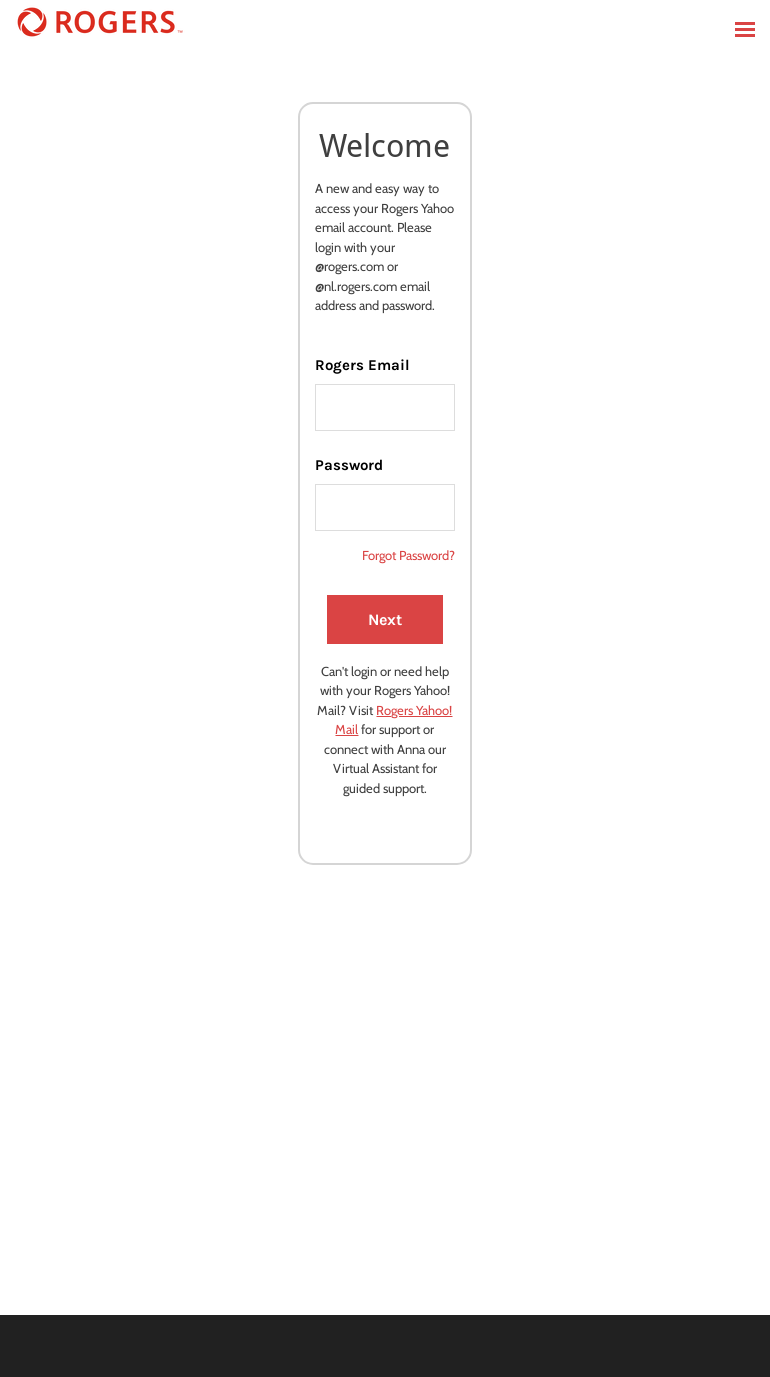 ROGERS™
Welcome
A new and easy way to
access your Rogers Yahoo
email account. Please
login with your
@rogers.com or
@nl.rogers.com email
address and password.
Rogers Email
Password
Forgot Password?
Next
Can't login or need help
with your Rogers Yahoo!
Mail? Visit Rogers Yahoo!
Mail for support or
connect with Anna our
Virtual Assistant for
guided support.